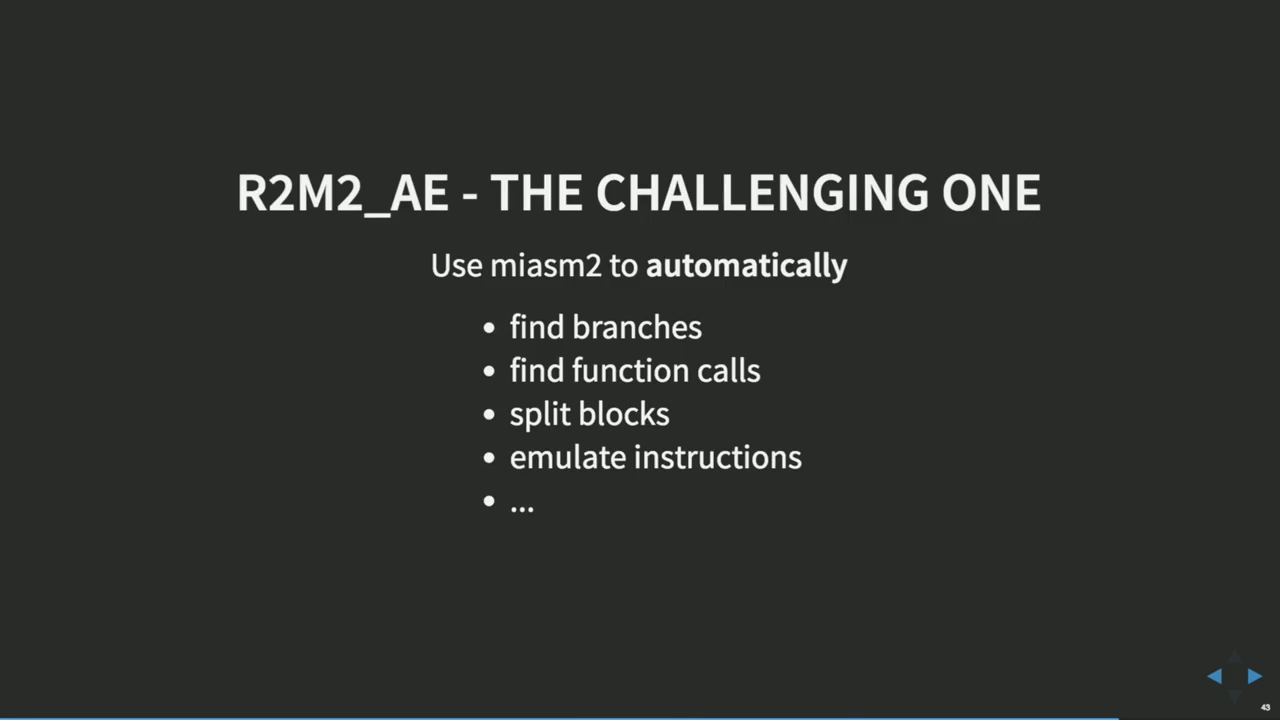 R2M2_AE - THE CHALLENGING ONE
Use miasm2 to automatically
• find branches
• find function calls
• split blocks
• emulate instructions
• ...
43